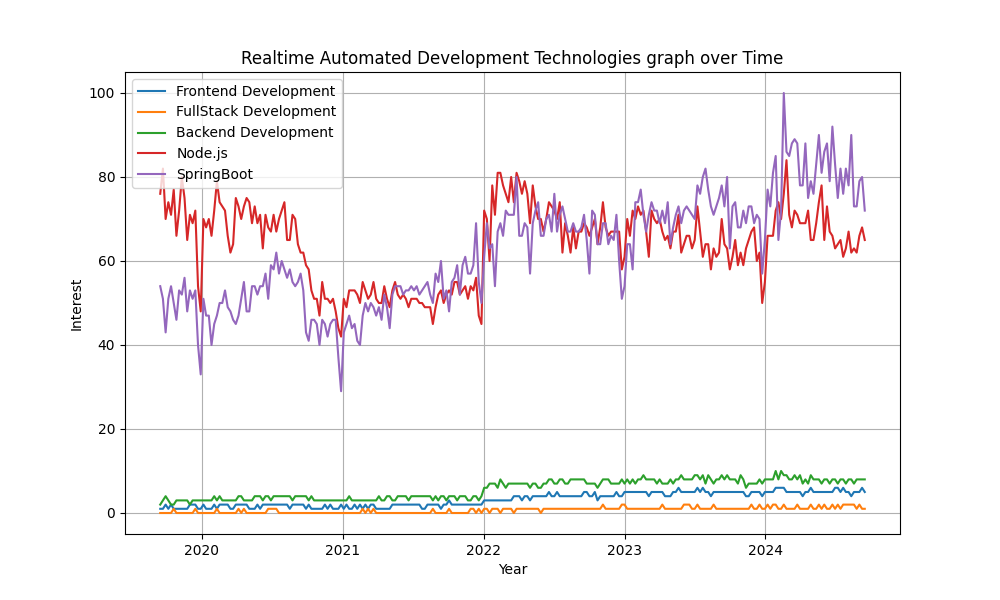 Realtime Automated Development Technologies graph over Time
Frontend Development
FullStack Development
Backend Development
Node.js
SpringBoot
100
80
60
40
20
0
Interest
2020
2021
2022
2023
2024
Year